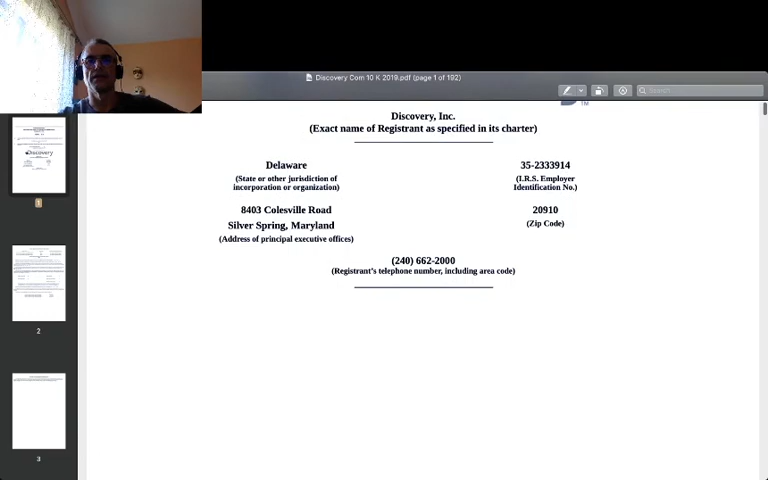 Discovery Com 10 K 2019.pdf (page 1 of 192)
Search
TM
Discovery, Inc.
(Exact name of Registrant as specified in its charter)
Delaware
(State or other jurisdiction of
incorporation or organization)
35-2333914
(I.R.S. Employer
Identification No.)
8403 Colesville Road
Silver Spring, Maryland
(Address of principal executive offices)
20910
(Zip Code)
(240) 662-2000
(Registrant's telephone number, including area code)
1
2
3